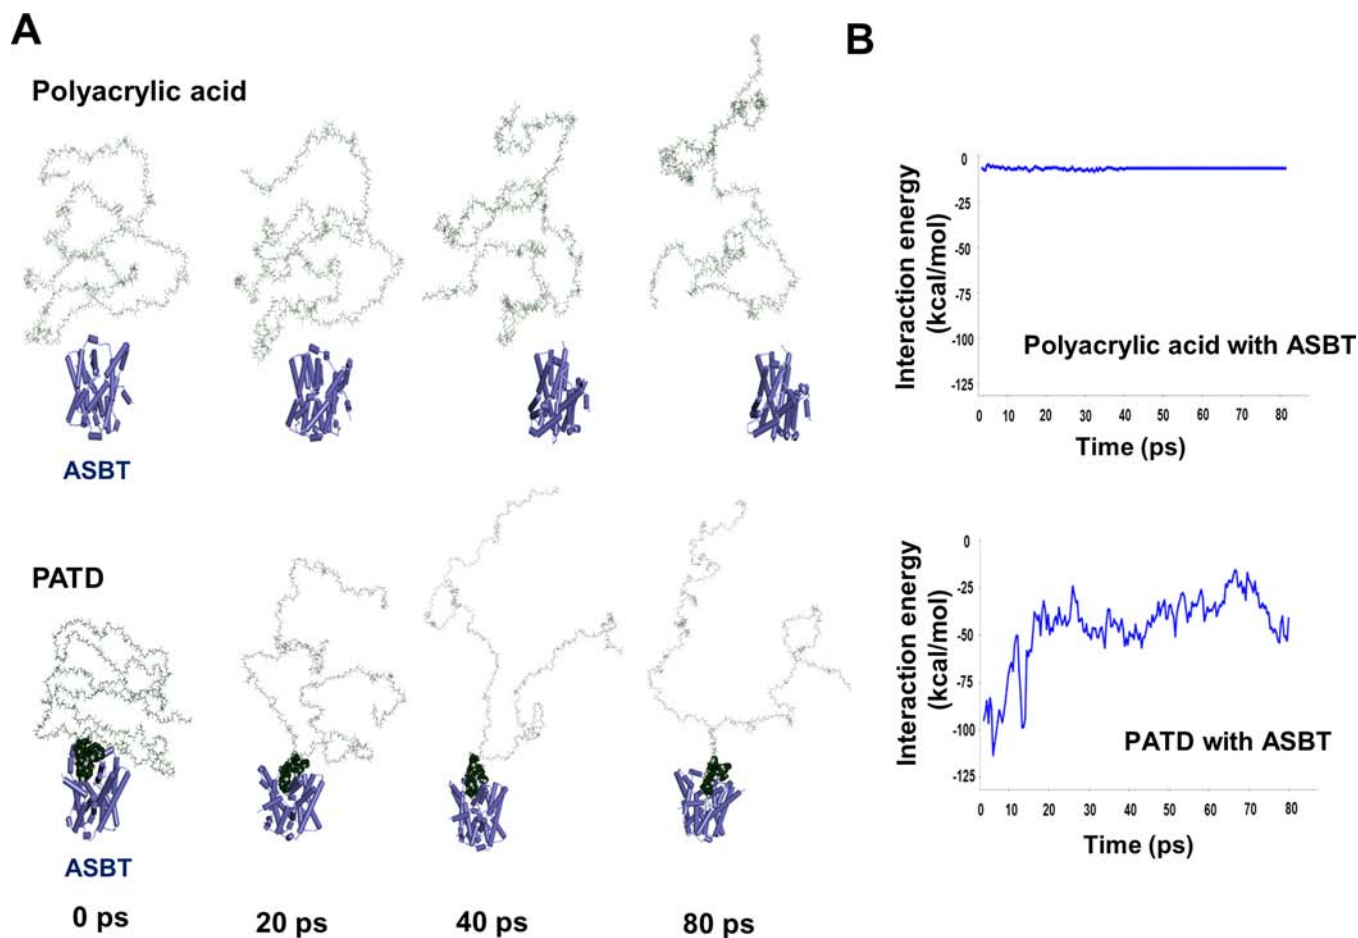 A
Polyacrylic acid
ASBT
PATD
ASBT
0 ps
20 ps
40 ps
80 ps
B
Interaction energy
(kcal/mol)
0
-25
-50
-75
-100
-125
Polyacrylic acid with ASBT
0 10 20 30 40 50 60 70 80
Time (ps)
Interaction energy
(kcal/mol)
0
-25
-50
-75
-100
-125
PATD with ASBT
0 10 20 30 40 50 60 70 80
Time (ps)